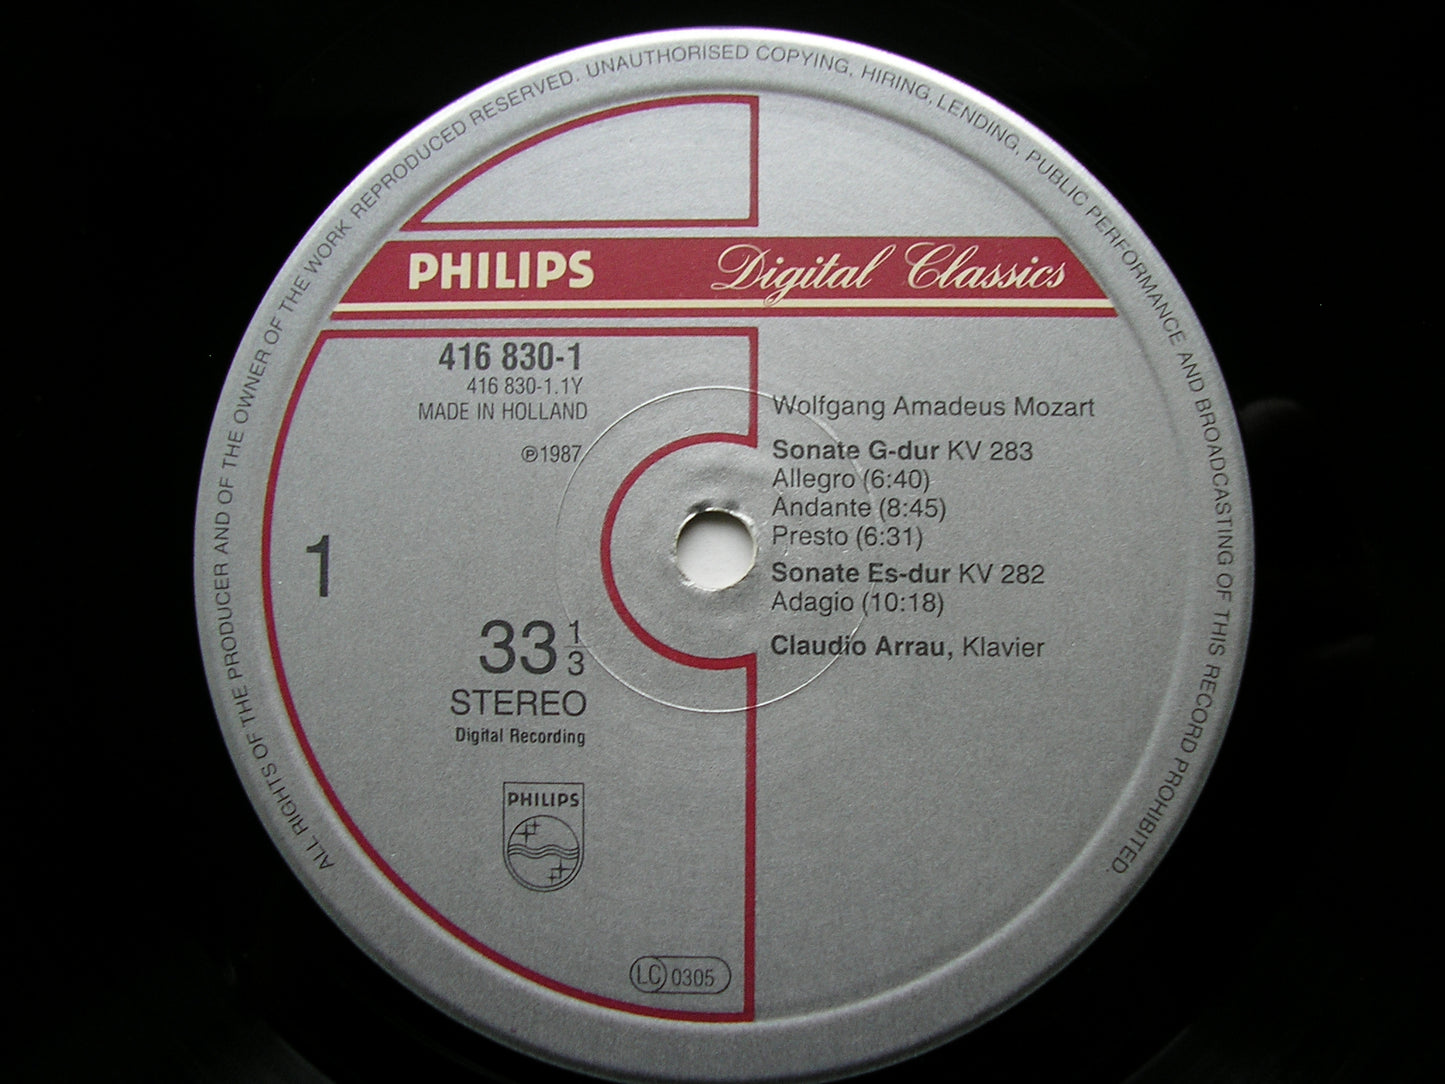 ALL RIGHTS OF THE PRODUCER AND OF THE OWNER OF THE WORK REPRODUCED RESERVED. UNAUTHORISED COPYING, HIRING, LENDING, PUBLIC PERFORMANCE AND BROADCASTING OF THIS RECORD PROHIBITED.
PHILIPS Digital Classics
416 830-1
416 830-1.1Y
MADE IN HOLLAND
℗1987
1
33 1/3
STEREO
Digital Recording
PHILIPS
LC 0305
Wolfgang Amadeus Mozart
Sonate G-dur KV 283
Allegro (6:40)
Andante (8:45)
Presto (6:31)
Sonate Es-dur KV 282
Adagio (10:18)
Claudio Arrau, Klavier